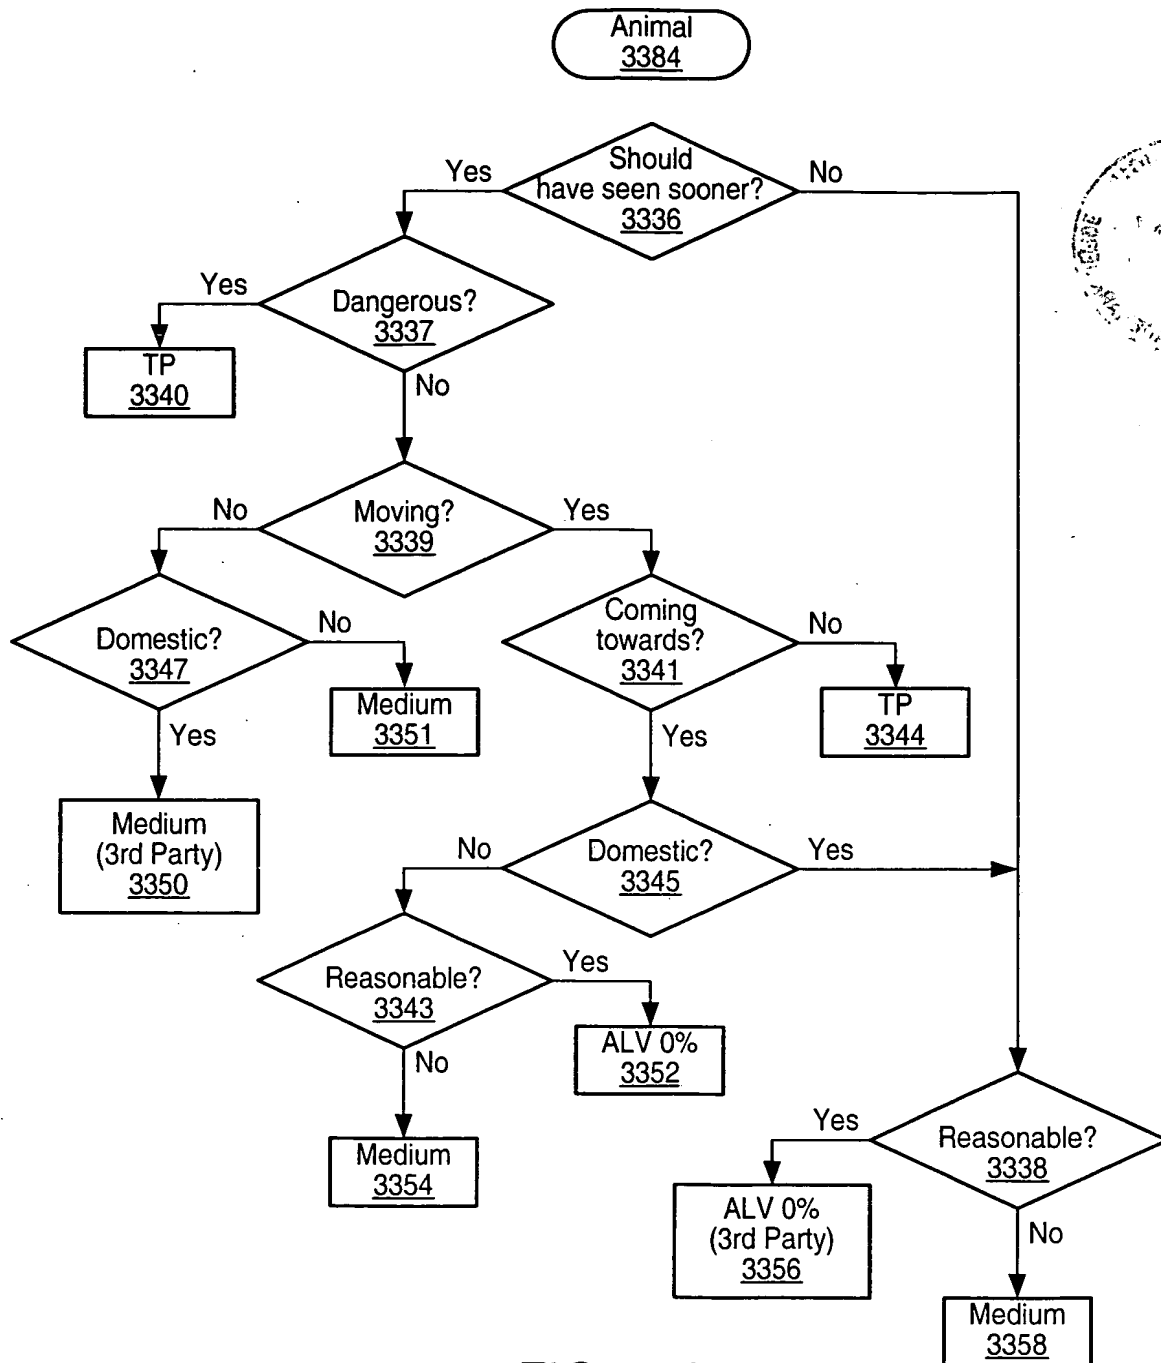 Animal
3384
Should
have seen sooner?
3336
Yes
No
Dangerous?
3337
Yes
No
TP
3340
Moving?
3339
No
Yes
Domestic?
3347
No
Yes
Medium
3351
Medium
(3rd Party)
3350
Coming
towards?
3341
No
Yes
TP
3344
Domestic?
3345
No
Yes
Reasonable?
3343
Yes
No
ALV 0%
3352
Medium
3354
Reasonable?
3338
Yes
No
ALV 0%
(3rd Party)
3356
Medium
3358